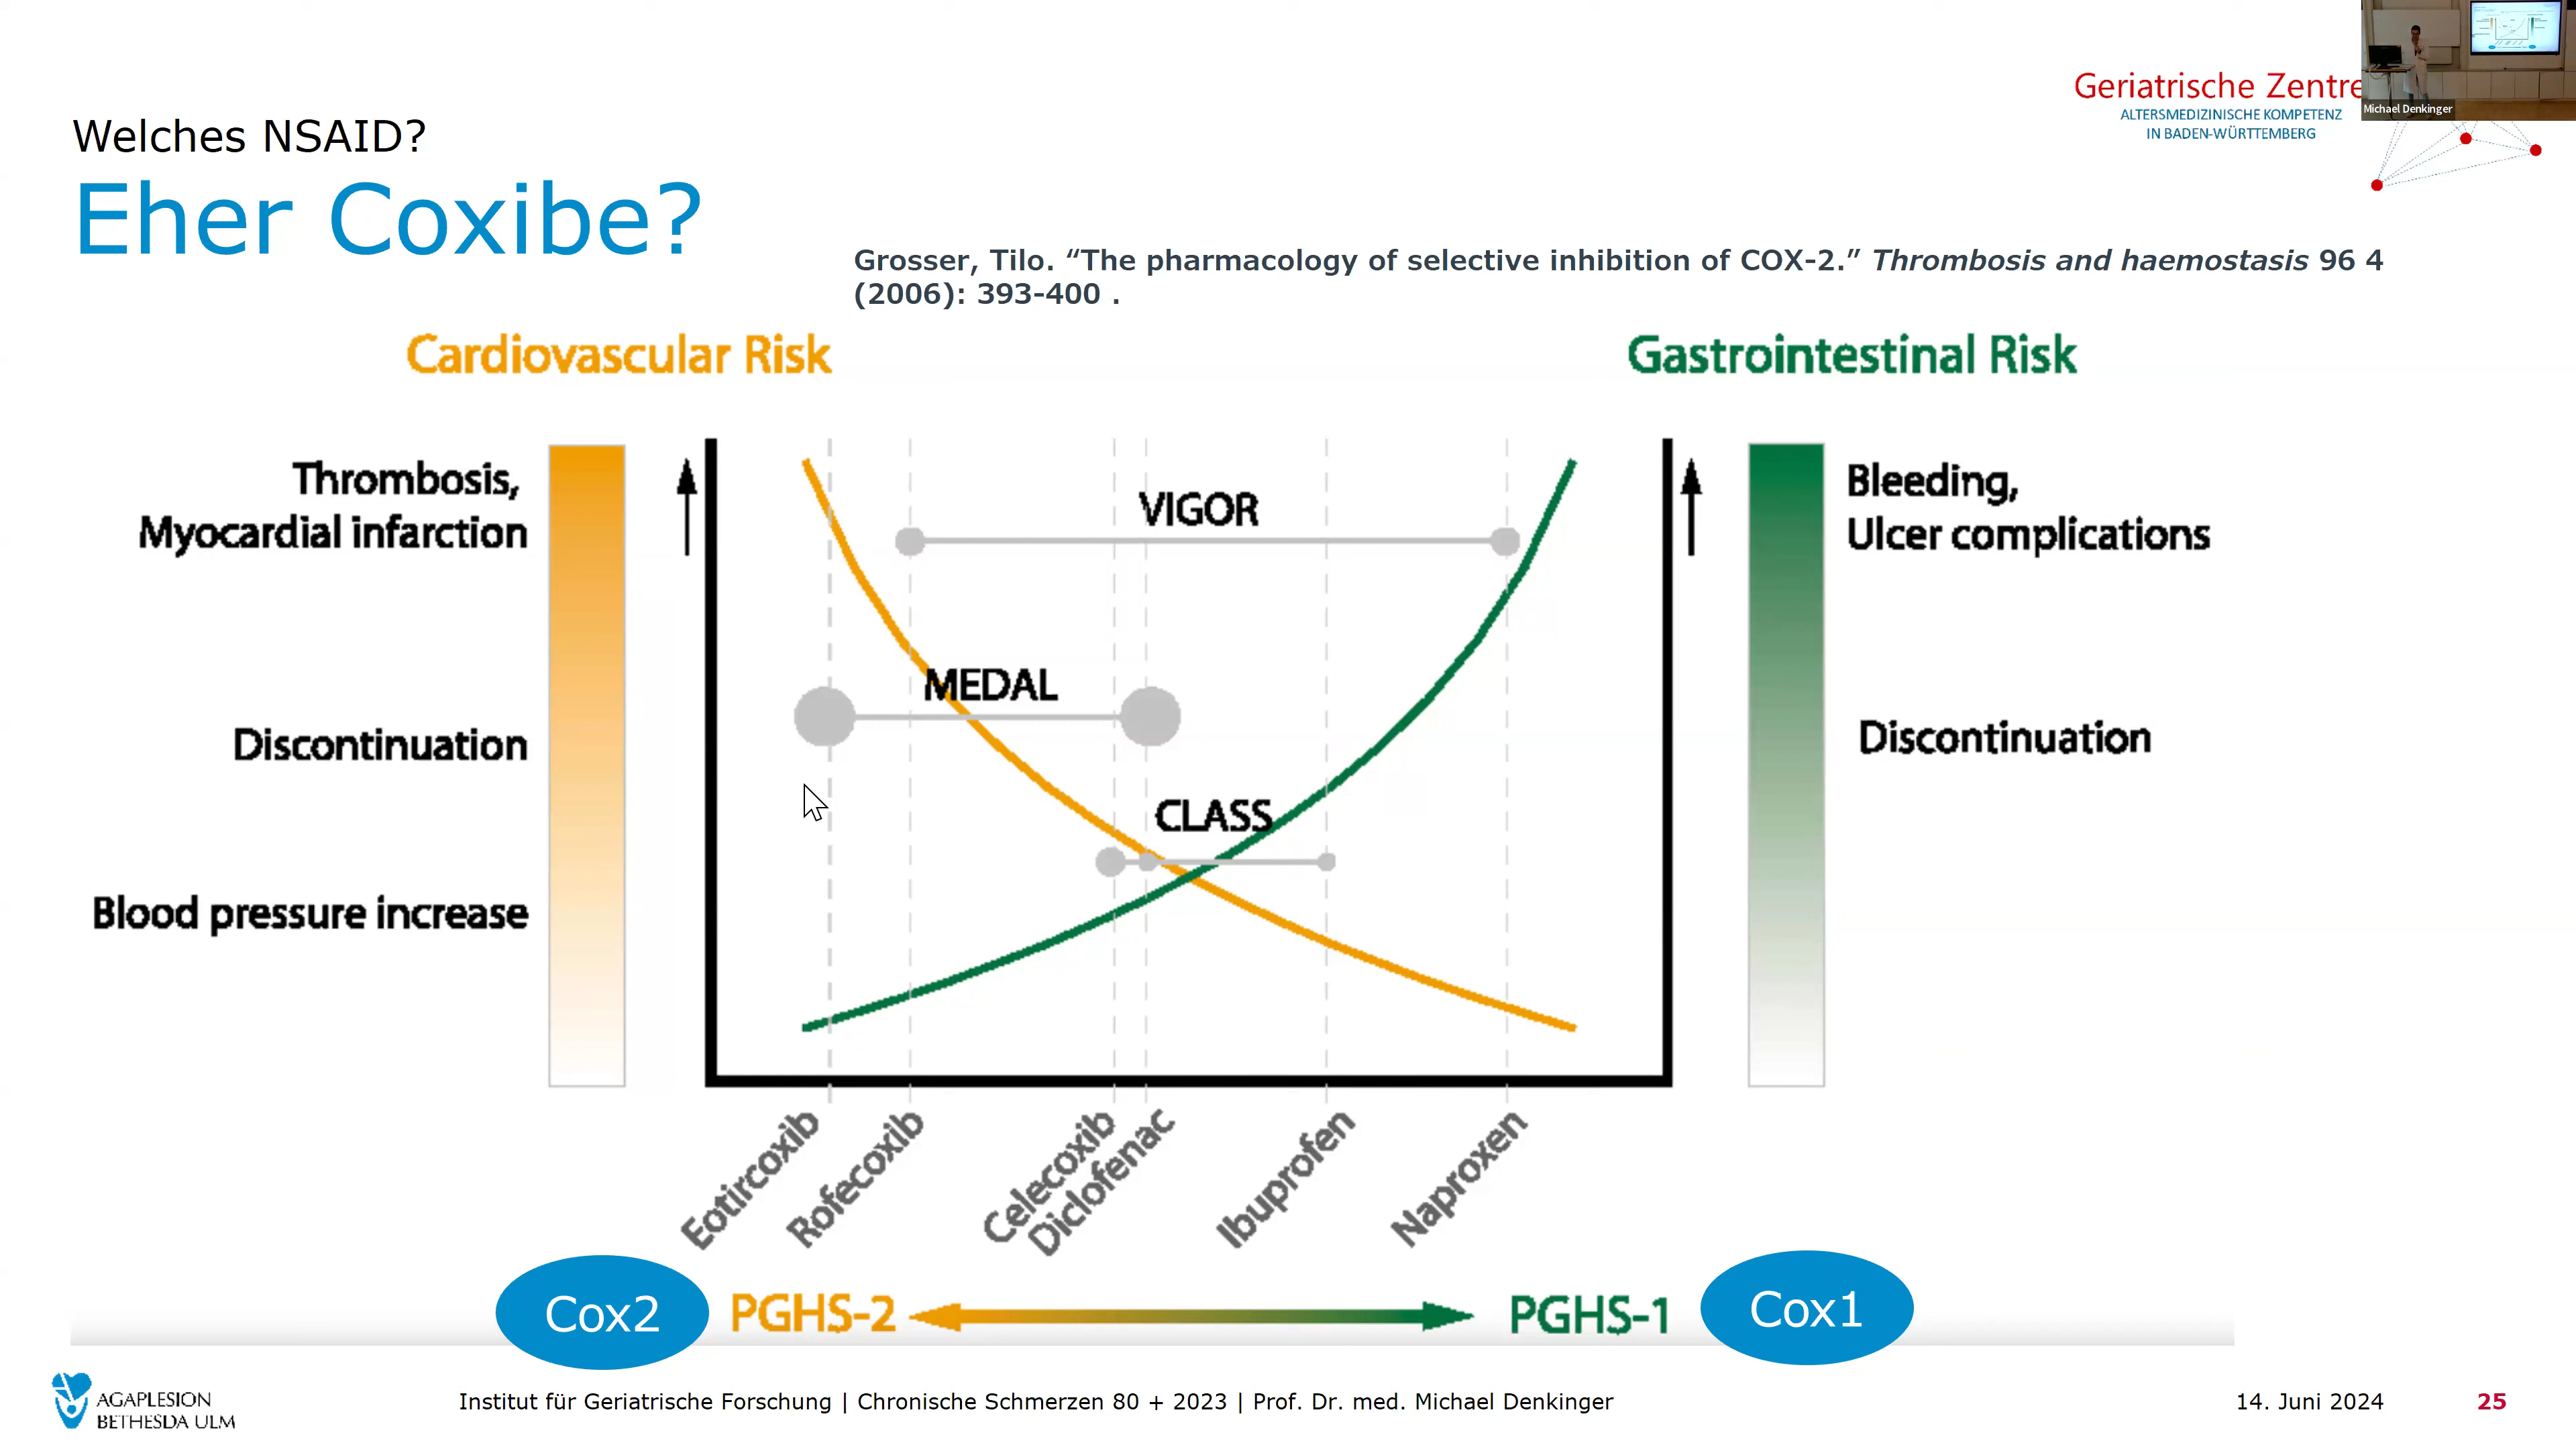 Michael Denkinger
Geriatrische Zentre
ALTERSMEDIZINISCHE KOMPETENZ
IN BADEN-WÜRTTEMBERG
Welches NSAID?
Eher Coxibe?
Grosser, Tilo. “The pharmacology of selective inhibition of COX-2.” Thrombosis and haemostasis 96 4
(2006): 393-400 .
Cardiovascular Risk
Gastrointestinal Risk
Thrombosis,
Myocardial infarction
Discontinuation
Blood pressure increase
VIGOR
MEDAL
CLASS
Bleeding,
Ulcer complications
Discontinuation
Eotircoxib
Rofecoxib
Celecoxib
Diclofenac
Ibuprofen
Naproxen
Cox2
PGHS-2
PGHS-1
Cox1
AGAPLESION
BETHESDA ULM
Institut für Geriatrische Forschung | Chronische Schmerzen 80 + 2023 | Prof. Dr. med. Michael Denkinger
14. Juni 2024
25